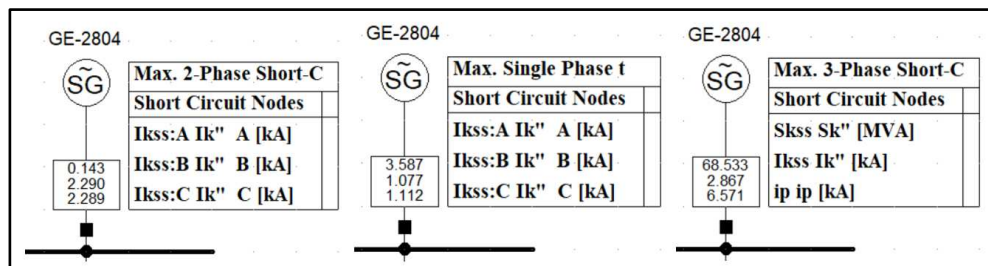 GE-2804
S̃G
Max. 2-Phase Short-C
Short Circuit Nodes
Ikss:A Ik" A [kA]
Ikss:B Ik" B [kA]
Ikss:C Ik" C [kA]
0.143
2.290
2.289
GE-2804
S̃G
Max. Single Phase t
Short Circuit Nodes
Ikss:A Ik" A [kA]
Ikss:B Ik" B [kA]
Ikss:C Ik" C [kA]
3.587
1.077
1.112
GE-2804
S̃G
Max. 3-Phase Short-C
Short Circuit Nodes
Skss Sk" [MVA]
Ikss Ik" [kA]
ip ip [kA]
68.533
2.867
6.571